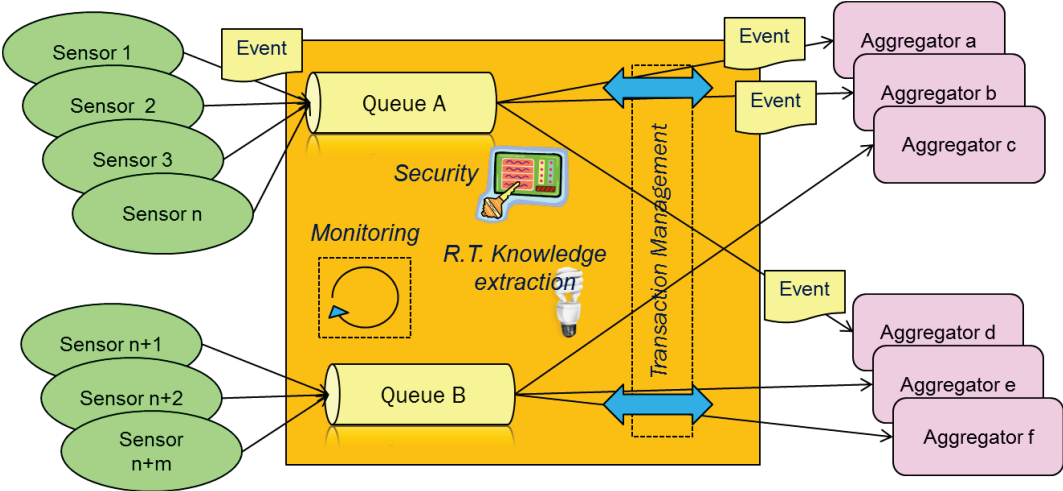 Sensor 1
Sensor 2
Sensor 3
Sensor n
Event
Queue A
Event
Event
Aggregator a
Aggregator b
Aggregator c
Security
Monitoring
R.T. Knowledge
extraction
Transaction Management
Sensor n+1
Sensor n+2
Sensor
n+m
Queue B
Event
Aggregator d
Aggregator e
Aggregator f